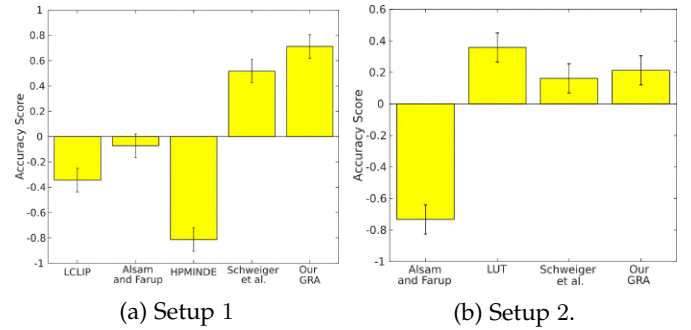 Accuracy Score
1
0.8
0.6
0.4
0.2
0
-0.2
-0.4
-0.6
-0.8
-1
LCLIP
Alsam
and Farup
HPMINDE
Schweiger
et al.
Our
GRA
(a) Setup 1
Accuracy Score
0.6
0.4
0.2
0
-0.2
-0.4
-0.6
-0.8
-1
Alsam
and Farup
LUT
Schweiger
et al.
Our
GRA
(b) Setup 2.